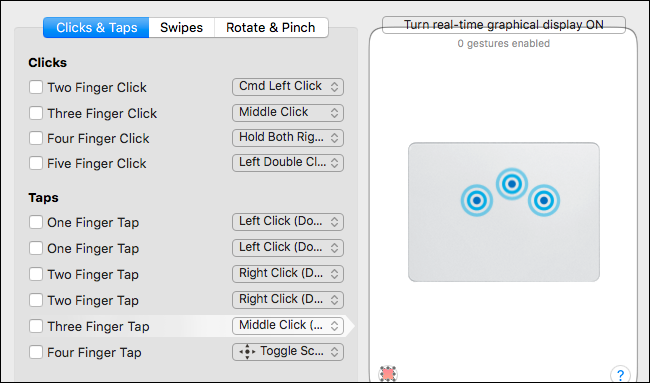 Clicks & Taps Swipes Rotate & Pinch
Turn real-time graphical display ON
0 gestures enabled
Clicks
Two Finger Click Cmd Left Click
Three Finger Click Middle Click
Four Finger Click Hold Both Rig...
Five Finger Click Left Double Cl...
Taps
One Finger Tap Left Click (Do...
One Finger Tap Left Click (Do...
Two Finger Tap Right Click (D...
Two Finger Tap Right Click (D...
Three Finger Tap Middle Click (...
Four Finger Tap Toggle Sc...
?